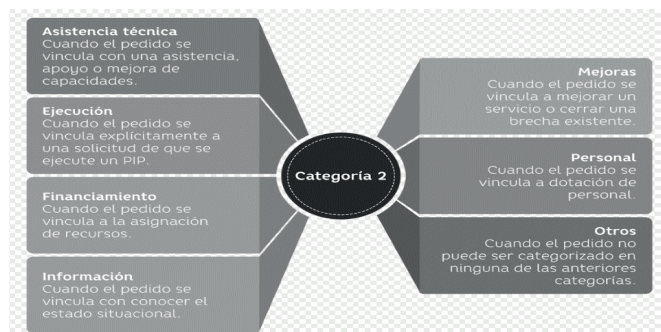 Asistencia técnica
Cuando el pedido se
vincula con una asistencia,
apoyo o mejora de
capacidades.
Ejecución
Cuando el pedido se
vincula explícitamente a
una solicitud de que se
ejecute un PIP.
Financiamiento
Cuando el pedido se
vincula a la asignación
de recursos.
Información
Cuando el pedido se
vincula con conocer el
estado situacional.
Categoría 2
Mejoras
Cuando el pedido se
vincula a mejorar un
servicio o cerrar una
brecha existente.
Personal
Cuando el pedido se
vincula a dotación de
personal.
Otros
Cuando el pedido no
puede ser categorizado en
ninguna de las anteriores
categorías.